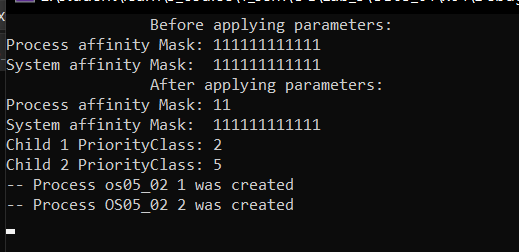 Before applying parameters:
Process affinity Mask: 111111111111
System affinity Mask:  111111111111
After applying parameters:
Process affinity Mask: 11
System affinity Mask:  111111111111
Child 1 PriorityClass: 2
Child 2 PriorityClass: 5
-- Process os05_02 1 was created
-- Process OS05_02 2 was created